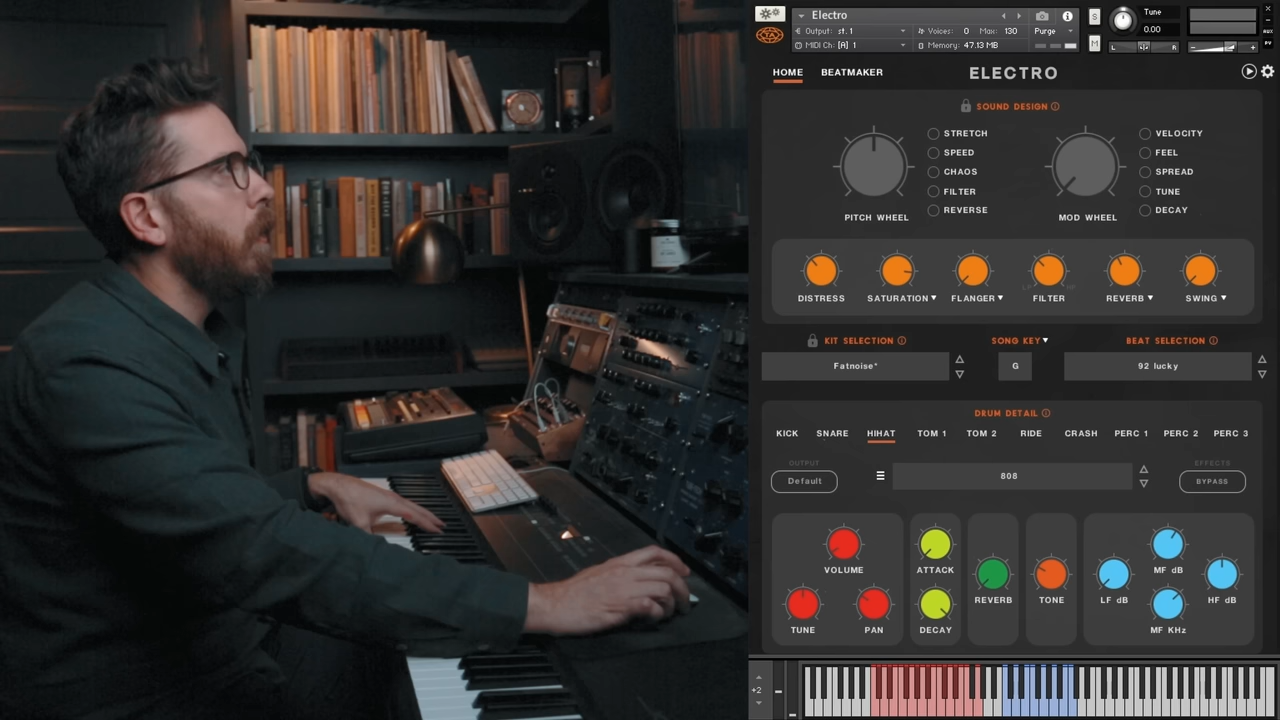 Electro
Output: st. 1
Voices: 0 Max: 130
Purge
MIDI Ch: [A] 1
Memory: 47.13 MB
S
M
Tune
0.00
L R
AUX
PV
HOME
BEATMAKER
ELECTRO
SOUND DESIGN
STRETCH
SPEED
CHAOS
FILTER
REVERSE
PITCH WHEEL
VELOCITY
FEEL
SPREAD
TUNE
DECAY
MOD WHEEL
DISTRESS
SATURATION
FLANGER
FILTER
REVERB
SWING
KIT SELECTION
SONG KEY
BEAT SELECTION
Fatnoise*
G
92 lucky
DRUM DETAIL
KICK
SNARE
HIHAT
TOM 1
TOM 2
RIDE
CRASH
PERC 1
PERC 2
PERC 3
OUTPUT
Default
808
EFFECTS
BYPASS
VOLUME
TUNE
PAN
ATTACK
DECAY
REVERB
TONE
MF dB
LF dB
HF dB
MF KHz
+2